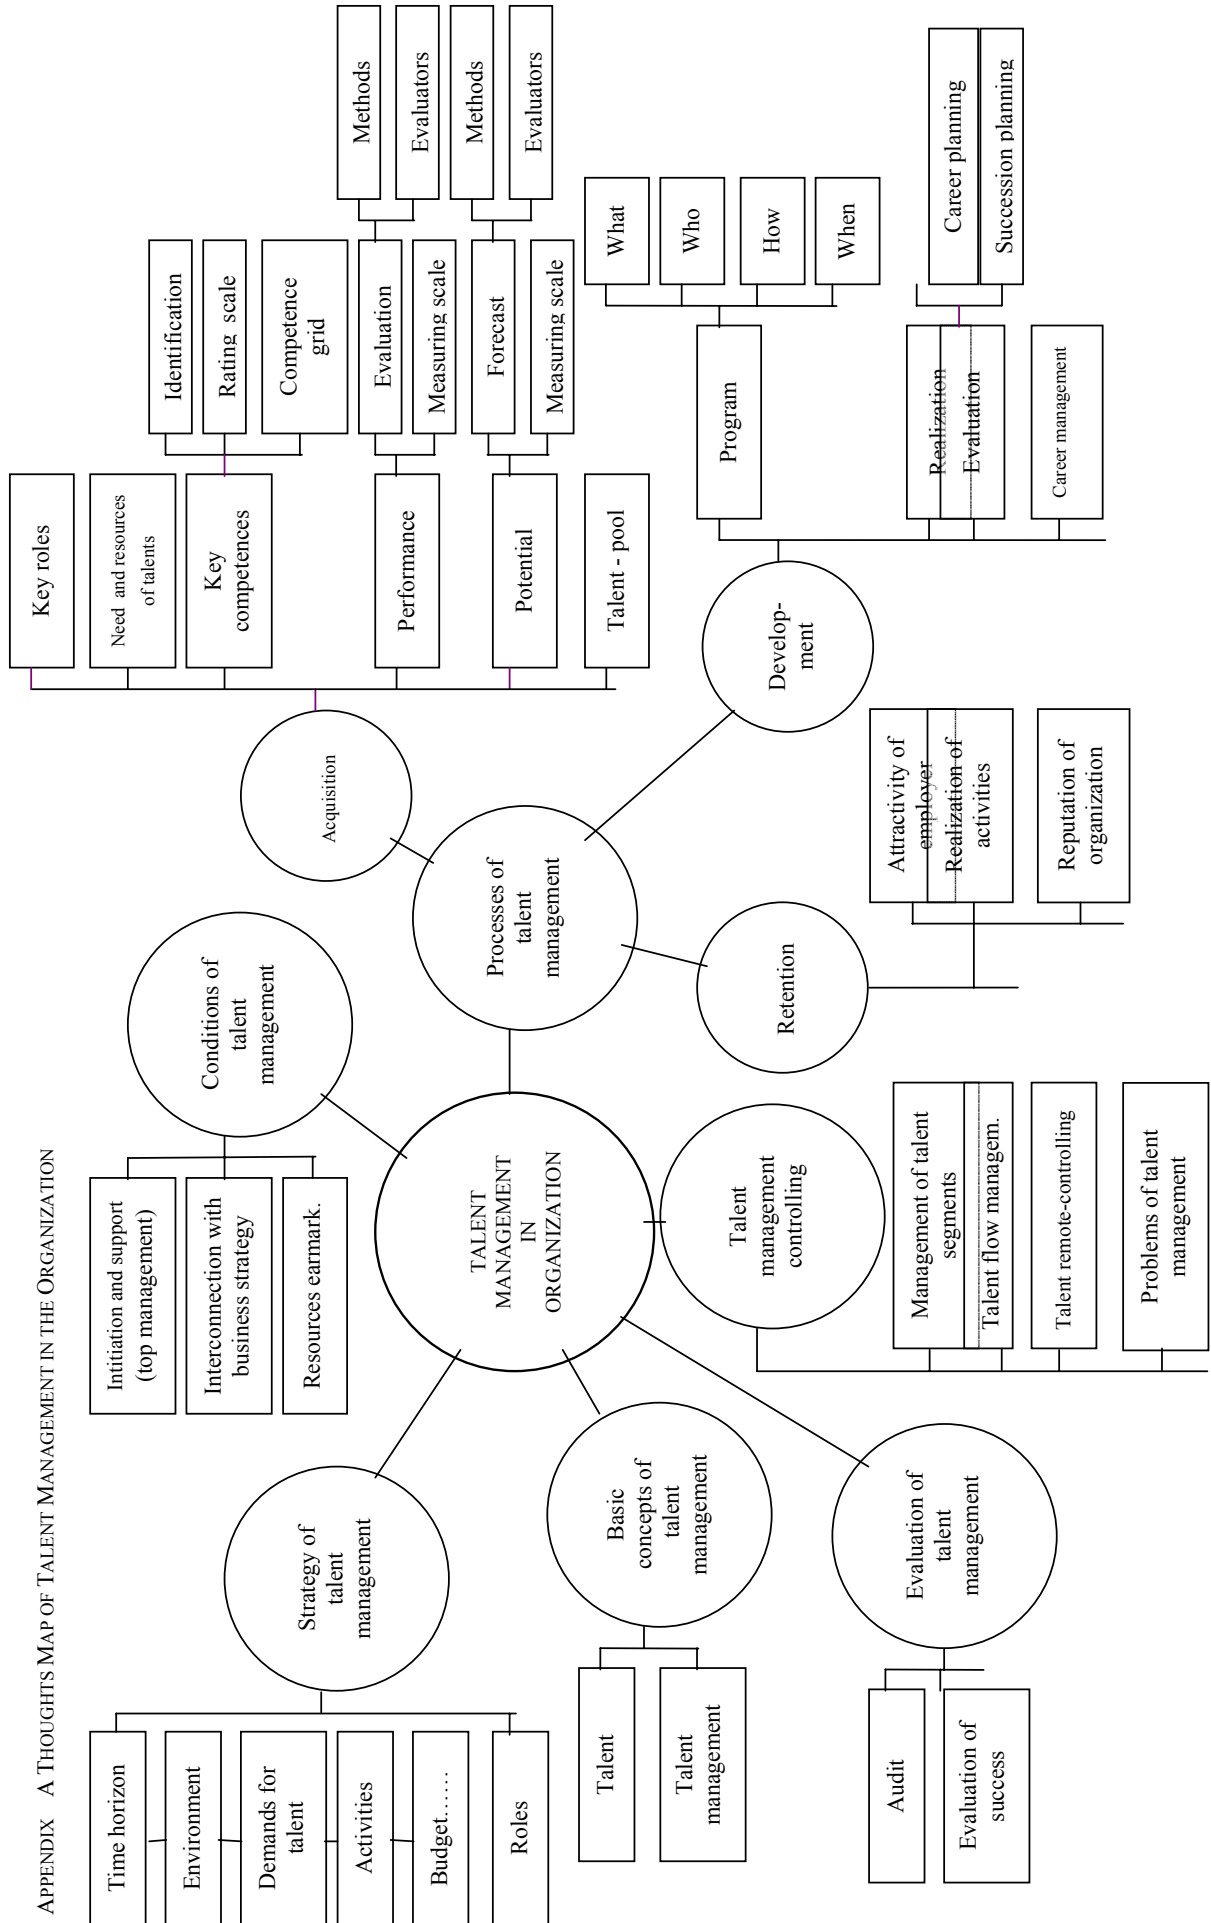 APPENDIX A THOUGHTS MAP OF TALENT MANAGEMENT IN THE ORGANIZATION
Time horizon
Environment
Demands for
talent
Activities
Budget……
Roles
Strategy of
talent
management
Intitiation and support
(top management)
Interconnection with
business strategy
Resources earmark.
Conditions of
talent
management
TALENT
MANAGEMENT
IN
ORGANIZATION
Processes of
talent
management
Acquisition
Key roles
Need and resources
of talents
Key
competences
Identification
Rating scale
Competence
grid
Performance
Evaluation
Measuring scale
Methods
Evaluators
Potential
Forecast
Measuring scale
Methods
Evaluators
Talent - pool
Develop-
ment
Program
What
Who
How
When
Realization
Evaluation
Career planning
Succession planning
Career management
Retention
Attractivity of
employer
Realization of
activities
Reputation of
organization
Talent
management
controlling
Management of talent
segments
Talent flow managem.
Talent remote-controlling
Problems of talent
management
Basic
concepts of
talent
management
Talent
Talent
management
Evaluation of
talent
management
Audit
Evaluation of
success